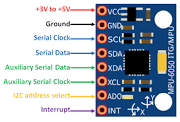 +3V to +5V
VCC
Ground
GND
Serial Clock
SCL
Serial Data
SDA
Auxiliary Serial Data
XDA
Auxiliary Serial Clock
XCL
I2C address select
ADO
Interrupt
INT
MPU-6050 ITG/MPU